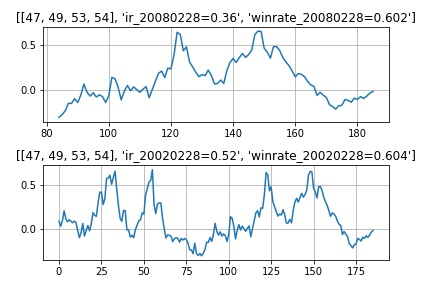 [[47, 49, 53, 54], 'ir_20080228=0.36', 'winrate_20080228=0.602']
0.5
0.0
80 100 120 140 160 180
[[47, 49, 53, 54], 'ir_20020228=0.52', 'winrate_20020228=0.604']
0.5
0.0
0 25 50 75 100 125 150 175